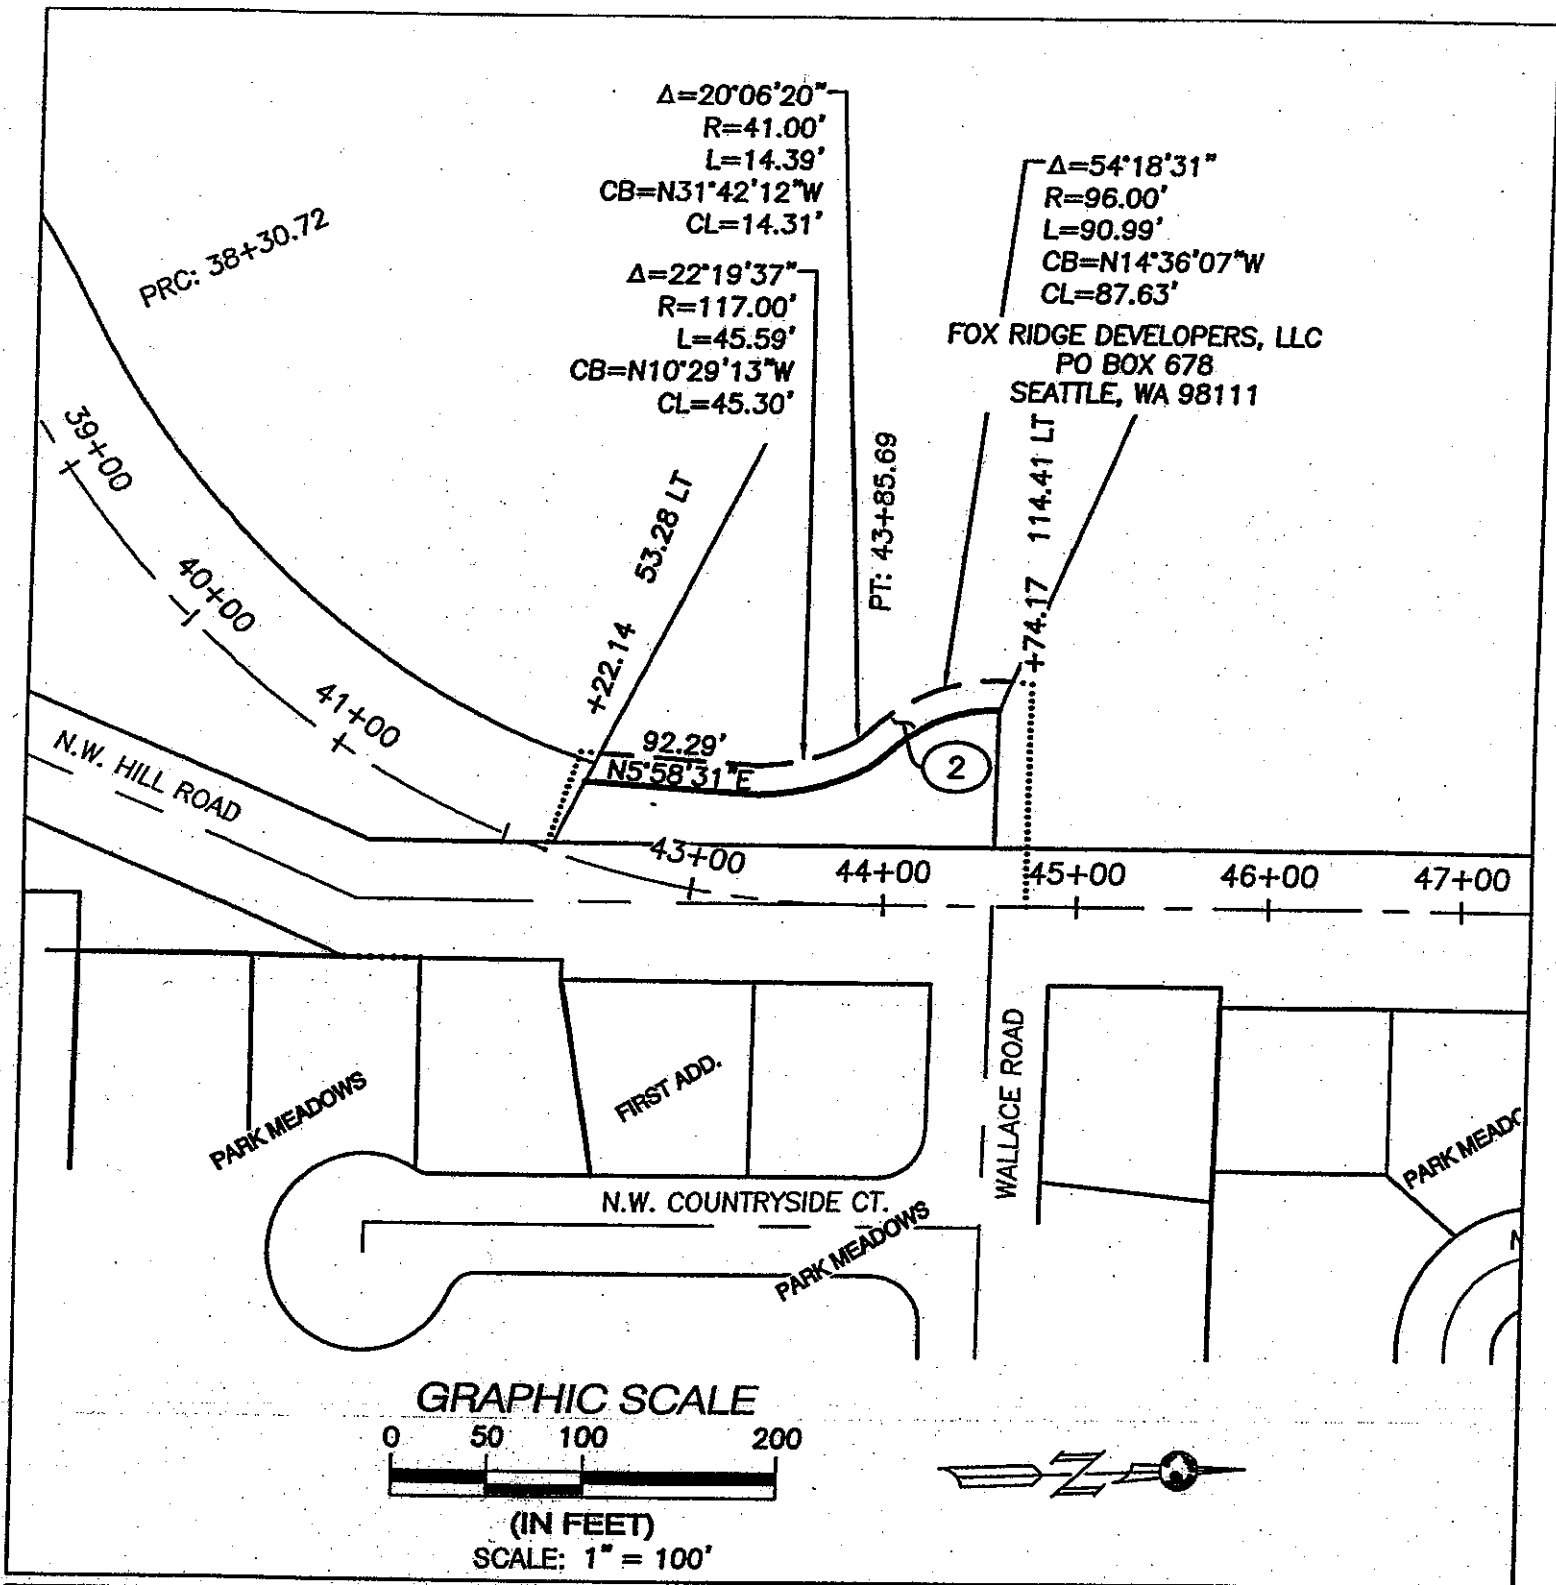 Δ=20°06'20"
R=41.00'
L=14.39'
CB=N31°42'12"W
CL=14.31'
Δ=54°18'31"
R=96.00'
L=90.99'
CB=N14°36'07"W
CL=87.63'
PRC: 38+30.72
Δ=22°19'37"
R=117.00'
L=45.59'
CB=N10°29'13"W
CL=45.30'
FOX RIDGE DEVELOPERS, LLC
PO BOX 678
SEATTLE, WA 98111
39+00
40+00
41+00
+22.14 53.28 LT
PT: 43+85.69
+74.17 114.41 LT
92.29'
N5°58'31"E
2
N.W. HILL ROAD
43+00
44+00
45+00
46+00
47+00
WALLACE ROAD
PARK MEADOWS
FIRST ADD.
PARK MEADO
N.W. COUNTRYSIDE CT.
PARK MEADOWS
N
GRAPHIC SCALE
0 50 100 200
(IN FEET)
SCALE: 1" = 100'
N